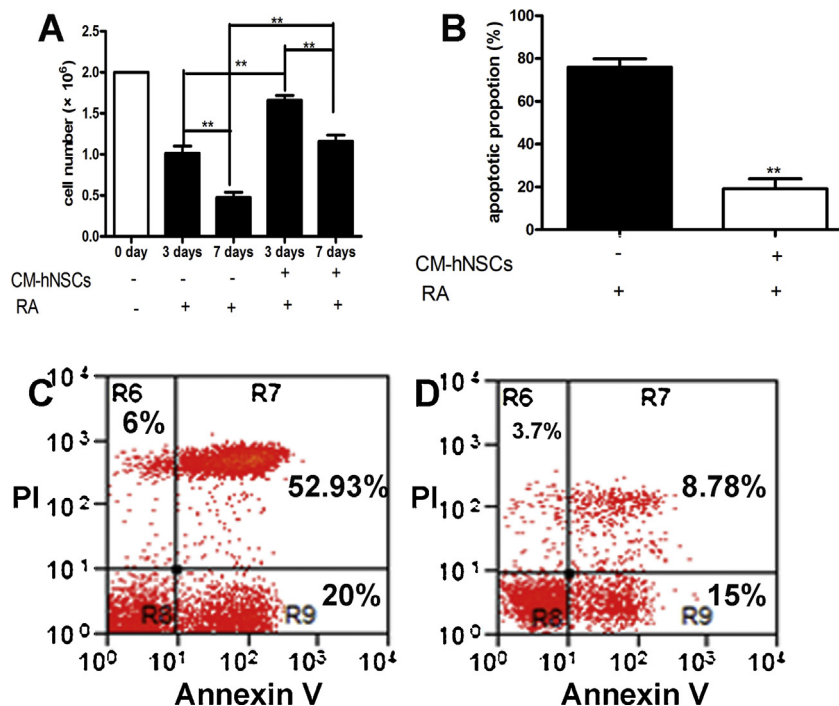 A
cell number (× 10⁶)
2.0
1.5
1.0
0.5
0.0
**
**
**
**
0 day 3 days 7 days 3 days 7 days
CM-hNSCs - - - + +
RA - + + + +
B
apoptotic propotion (%)
100
80
60
40
20
0
**
CM-hNSCs - +
RA + +
C
PI
10⁴
10³
10²
10¹
10⁰
R6
6%
R7
52.93%
R8
R9
20%
10⁰ 10¹ 10² 10³ 10⁴
Annexin V
D
PI
10⁴
10³
10²
10¹
10⁰
R6
3.7%
R7
8.78%
R8
R9
15%
10⁰ 10¹ 10² 10³ 10⁴
Annexin V